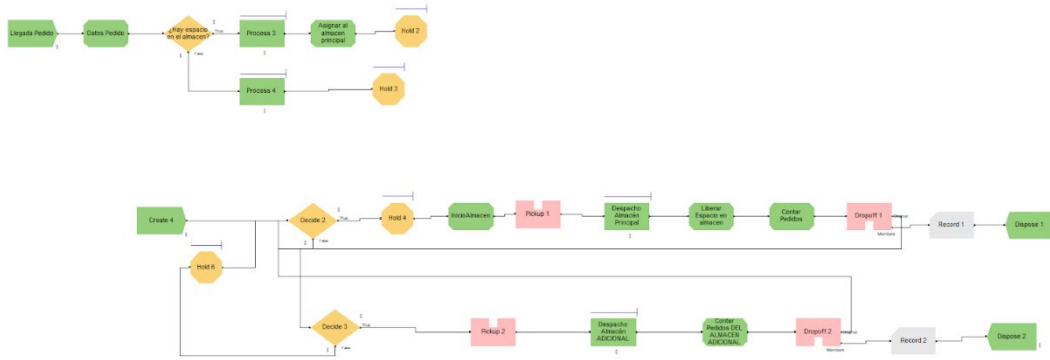 Llegada Pedido
Datos Pedido
¿Hay espacio
en el almacen?
True
False
Process 3
Asignar al
almacen
principal
Hold 2
Process 4
Hold 3
Create 4
Decide 2
True
False
Hold 4
InicioAlmacen
Pickup 1
Despacho
Almacén
Principal
Liberar
Espacio en
almacen
Contar
Pedidos
Dropoff 1
Members
Record 1
Dispose 1
Hold 6
Decide 3
True
False
Pickup 2
Despacho
Almacén
ADICIONAL
Contar
Pedidos DEL
ALMACEN
ADICIONAL
Dropoff 2
Members
Record 2
Dispose 2